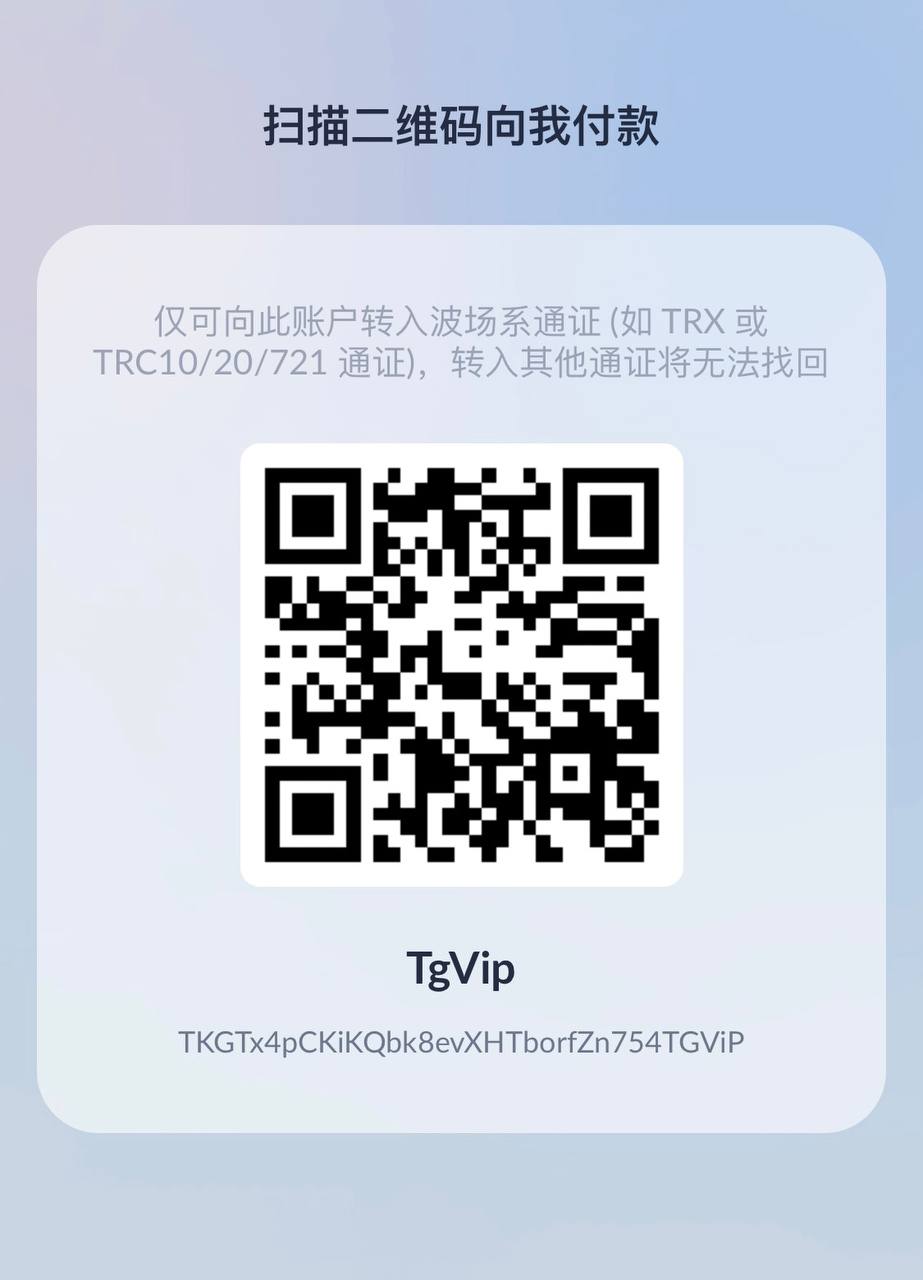 扫描二维码向我付款
仅可向此账户转入波场系通证 (如 TRX 或
TRC10/20/721 通证)，转入其他通证将无法找回
TgVip
TKGTx4pCKiKQbk8evXHTborfZn754TGViP